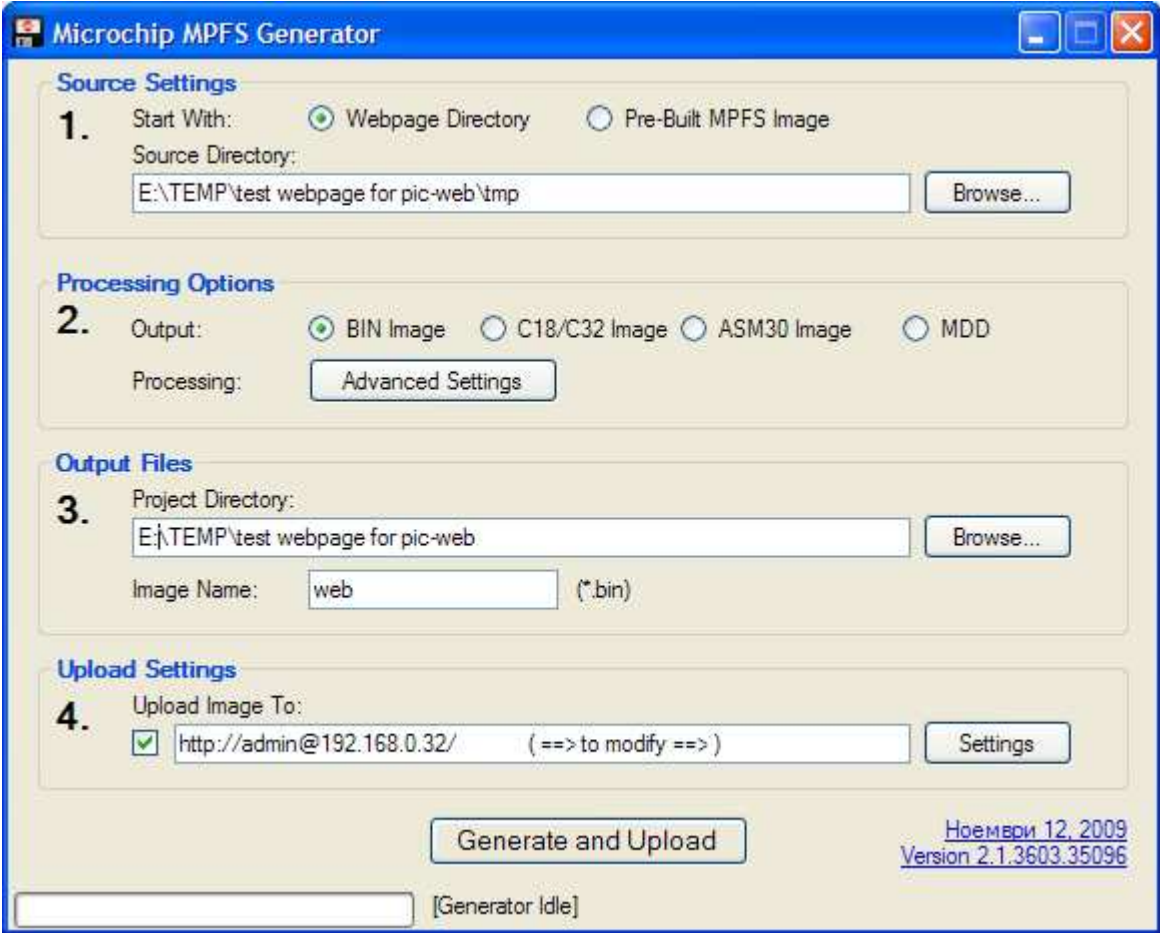 Microchip MPFS Generator
Source Settings
1. Start With: Webpage Directory Pre-Built MPFS Image
Source Directory:
E:\TEMP\test webpage for pic-web\tmp Browse...
Processing Options
2. Output: BIN Image C18/C32 Image ASM30 Image MDD
Processing: Advanced Settings
Output Files
3. Project Directory:
E:\TEMP\test webpage for pic-web Browse...
Image Name: web (*.bin)
Upload Settings
4. Upload Image To:
http://admin@192.168.0.32/ ( ==> to modify ==> ) Settings
Generate and Upload
Ноември 12, 2009
Version 2.1.3603.35096
[Generator Idle]